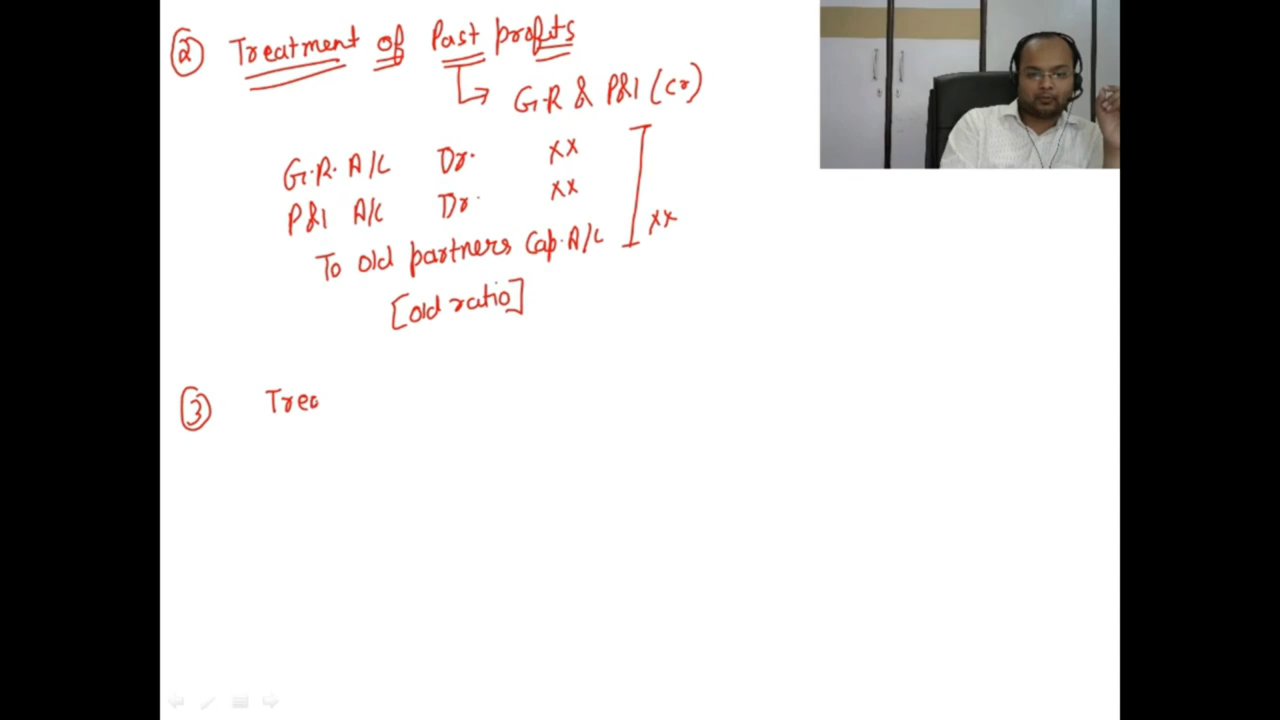 ② Treatment of Past profits
G.R & P&l (Cr)
G.R. A/C Dr. xx
P&l A/C Dr. xx
To old partners Cap. A/C xx
[old ratio]
③ Trea